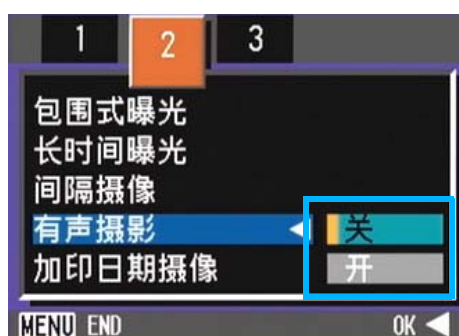 1 2 3
包围式曝光
长时间曝光
间隔摄像
有声摄影 关
加印日期摄像 开
MENU END OK